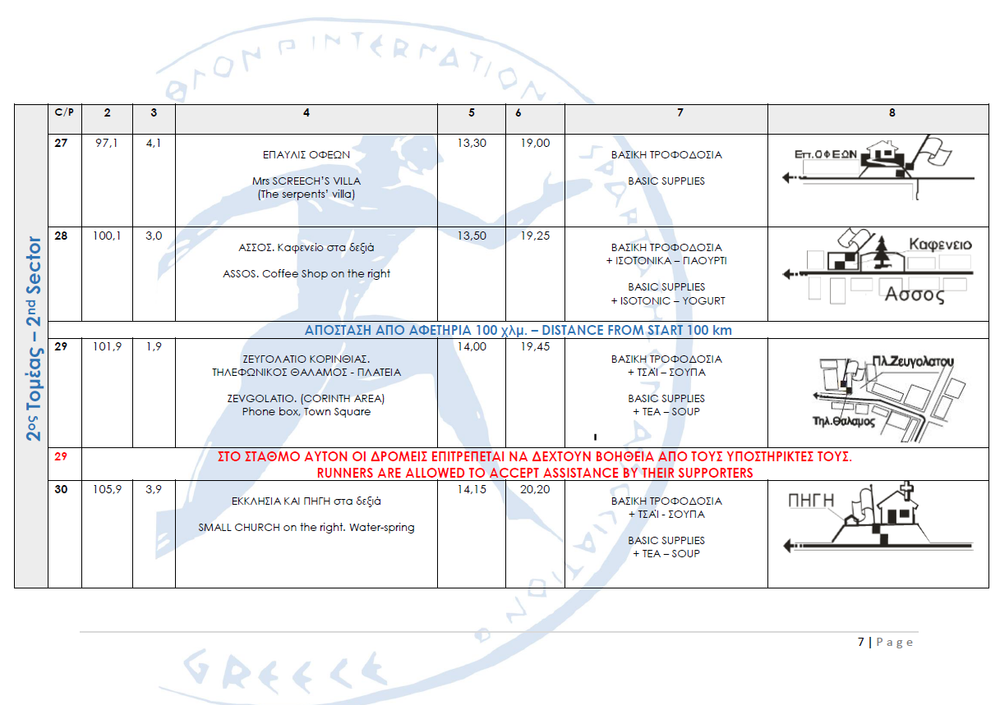 ΘΛΟΝ INTERNATION
SPARTATHLON ASSOCIATION
C/P 2 3 4 5 6 7 8
2ος Τομέας – 2nd Sector
27 97,1 4,1 ΕΠΑΥΛΙΣ ΟΦΕΩΝ 13,30 19,00 ΒΑΣΙΚΗ ΤΡΟΦΟΔΟΣΙΑ
Mrs SCREECH'S VILLA BASIC SUPPLIES
(The serpents' villa)
Επ.ΟΦΕΩΝ
28 100,1 3,0 ΑΣΣΟΣ. Καφενείο στα δεξιά 13,50 19,25 ΒΑΣΙΚΗ ΤΡΟΦΟΔΟΣΙΑ
+ ΙΣΟΤΟΝΙΚΑ – ΓΙΑΟΥΡΤΙ
ASSOS. Coffee Shop on the right BASIC SUPPLIES
+ ISOTONIC – YOGURT
Καφενειο
Ασσος
ΑΠΟΣΤΑΣΗ ΑΠΟ ΑΦΕΤΗΡΙΑ 100 χλμ. – DISTANCE FROM START 100 km
29 101,9 1,9 ΖΕΥΓΟΛΑΤΙΟ ΚΟΡΙΝΘΙΑΣ. 14,00 19,45 ΒΑΣΙΚΗ ΤΡΟΦΟΔΟΣΙΑ
ΤΗΛΕΦΩΝΙΚΟΣ ΘΑΛΑΜΟΣ - ΠΛΑΤΕΙΑ + ΤΣΑΪ – ΣΟΥΠΑ
ZEVGOLATIO. (CORINTH AREA) BASIC SUPPLIES
Phone box, Town Square + TEA – SOUP
Πλ.Ζευγολατου
Τηλ.Θαλαμος
29 ΣΤΟ ΣΤΑΘΜΟ ΑΥΤΟΝ ΟΙ ΔΡΟΜΕΙΣ ΕΠΙΤΡΕΠΕΤΑΙ ΝΑ ΔΕΧΤΟΥΝ ΒΟΗΘΕΙΑ ΑΠΟ ΤΟΥΣ ΥΠΟΣΤΗΡΙΚΤΕΣ ΤΟΥΣ.
RUNNERS ARE ALLOWED TO ACCEPT ASSISTANCE BY THEIR SUPPORTERS
30 105,9 3,9 ΕΚΚΛΗΣΙΑ ΚΑΙ ΠΗΓΗ στα δεξιά 14,15 20,20 ΒΑΣΙΚΗ ΤΡΟΦΟΔΟΣΙΑ
+ ΤΣΑΪ - ΣΟΥΠΑ
SMALL CHURCH on the right. Water-spring BASIC SUPPLIES
+ TEA – SOUP
ΠΗΓΗ
7 | Page
GREECE